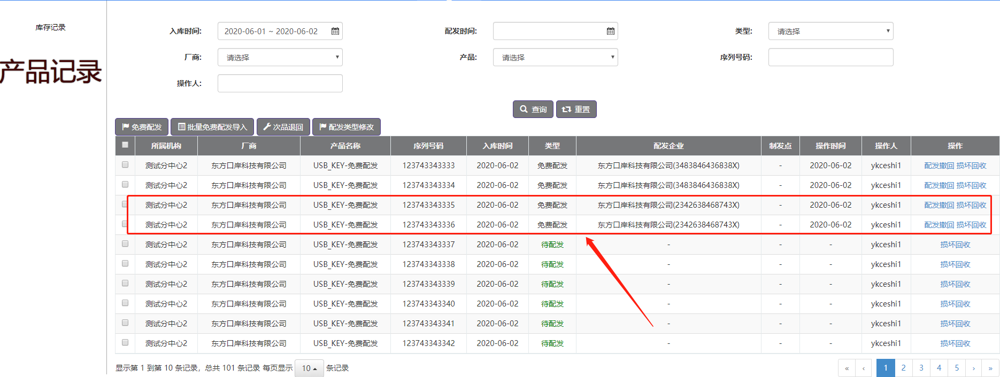 库存记录
产品记录
入库时间: 2020-06-01 ~ 2020-06-02 配发时间: 类型: 请选择
厂商: 请选择 产品: 请选择 序列号码:
操作人:
查询 重置
免费配发 批量免费配发导入 次品退回 配发类型修改
所属机构 厂商 产品名称 序列号码 入库时间 类型 配发企业 制发点 操作时间 操作人 操作
测试分中心2 东方口岸科技有限公司 USB_KEY-免费配发 123743343333 2020-06-02 免费配发 东方口岸科技有限公司(3483846436838X) - 2020-06-02 ykceshi1 配发撤回 损坏回收
测试分中心2 东方口岸科技有限公司 USB_KEY-免费配发 123743343334 2020-06-02 免费配发 东方口岸科技有限公司(3483846436838X) - 2020-06-02 ykceshi1 配发撤回 损坏回收
测试分中心2 东方口岸科技有限公司 USB_KEY-免费配发 123743343335 2020-06-02 免费配发 东方口岸科技有限公司(2342638468743X) - 2020-06-02 ykceshi1 配发撤回 损坏回收
测试分中心2 东方口岸科技有限公司 USB_KEY-免费配发 123743343336 2020-06-02 免费配发 东方口岸科技有限公司(2342638468743X) - 2020-06-02 ykceshi1 配发撤回 损坏回收
测试分中心2 东方口岸科技有限公司 USB_KEY-免费配发 123743343337 2020-06-02 待配发 - - - ykceshi1 损坏回收
测试分中心2 东方口岸科技有限公司 USB_KEY-免费配发 123743343338 2020-06-02 待配发 - - - ykceshi1 损坏回收
测试分中心2 东方口岸科技有限公司 USB_KEY-免费配发 123743343339 2020-06-02 待配发 - - - ykceshi1 损坏回收
测试分中心2 东方口岸科技有限公司 USB_KEY-免费配发 123743343340 2020-06-02 待配发 - - - ykceshi1 损坏回收
测试分中心2 东方口岸科技有限公司 USB_KEY-免费配发 123743343341 2020-06-02 待配发 - - - ykceshi1 损坏回收
测试分中心2 东方口岸科技有限公司 USB_KEY-免费配发 123743343342 2020-06-02 待配发 - - - ykceshi1 损坏回收
显示第 1 到第 10 条记录，总共 101 条记录 每页显示 10 条记录 « ‹ 1 2 3 4 5 › »